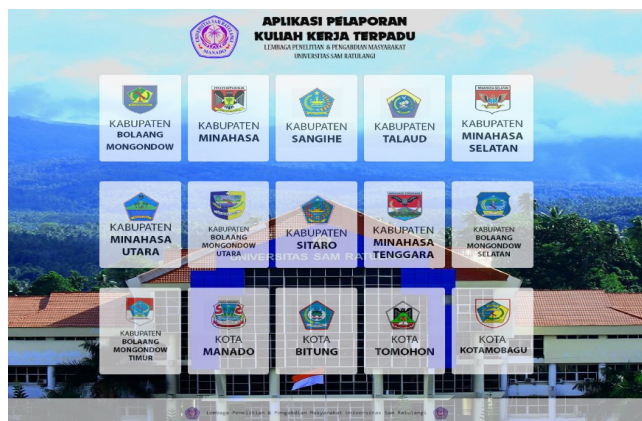 APLIKASI PELAPORAN
KULIAH KERJA TERPADU
LEMBAGA PENELITIAN & PENGABDIAN MASYARAKAT
UNIVERSITAS SAM RATULANGI
KABUPATEN
BOLAANG
MONGONDOW
KABUPATEN
MINAHASA
KABUPATEN
SANGIHE
KABUPATEN
TALAUD
KABUPATEN
MINAHASA
SELATAN
KABUPATEN
MINAHASA
UTARA
KABUPATEN
BOLAANG
MONGONDOW
UTARA
KABUPATEN
SITARO
KABUPATEN
MINAHASA
TENGGARA
KABUPATEN
BOLAANG
MONGONDOW
SELATAN
UNIVERSITAS SAM RATU
KABUPATEN
BOLAANG
MONGONDOW
TIMUR
KOTA
MANADO
KOTA
BITUNG
KOTA
TOMOHON
KOTA
KOTAMOBAGU
Lembaga Penelitian & Pengabdian Masyarakat Universitas Sam Ratulangi